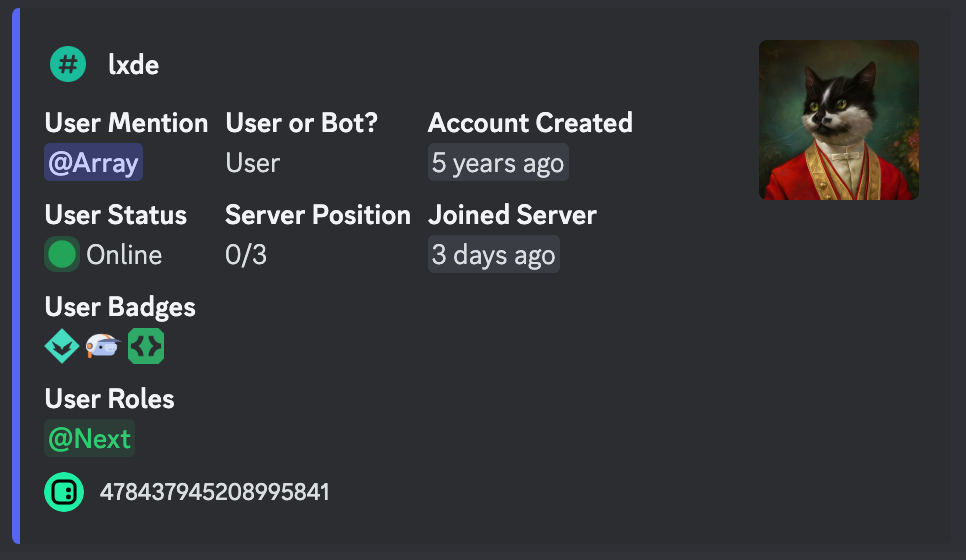 # lxde
User Mention User or Bot? Account Created
@Array User 5 years ago
User Status Server Position Joined Server
Online 0/3 3 days ago
User Badges
User Roles
@Next
478437945208995841